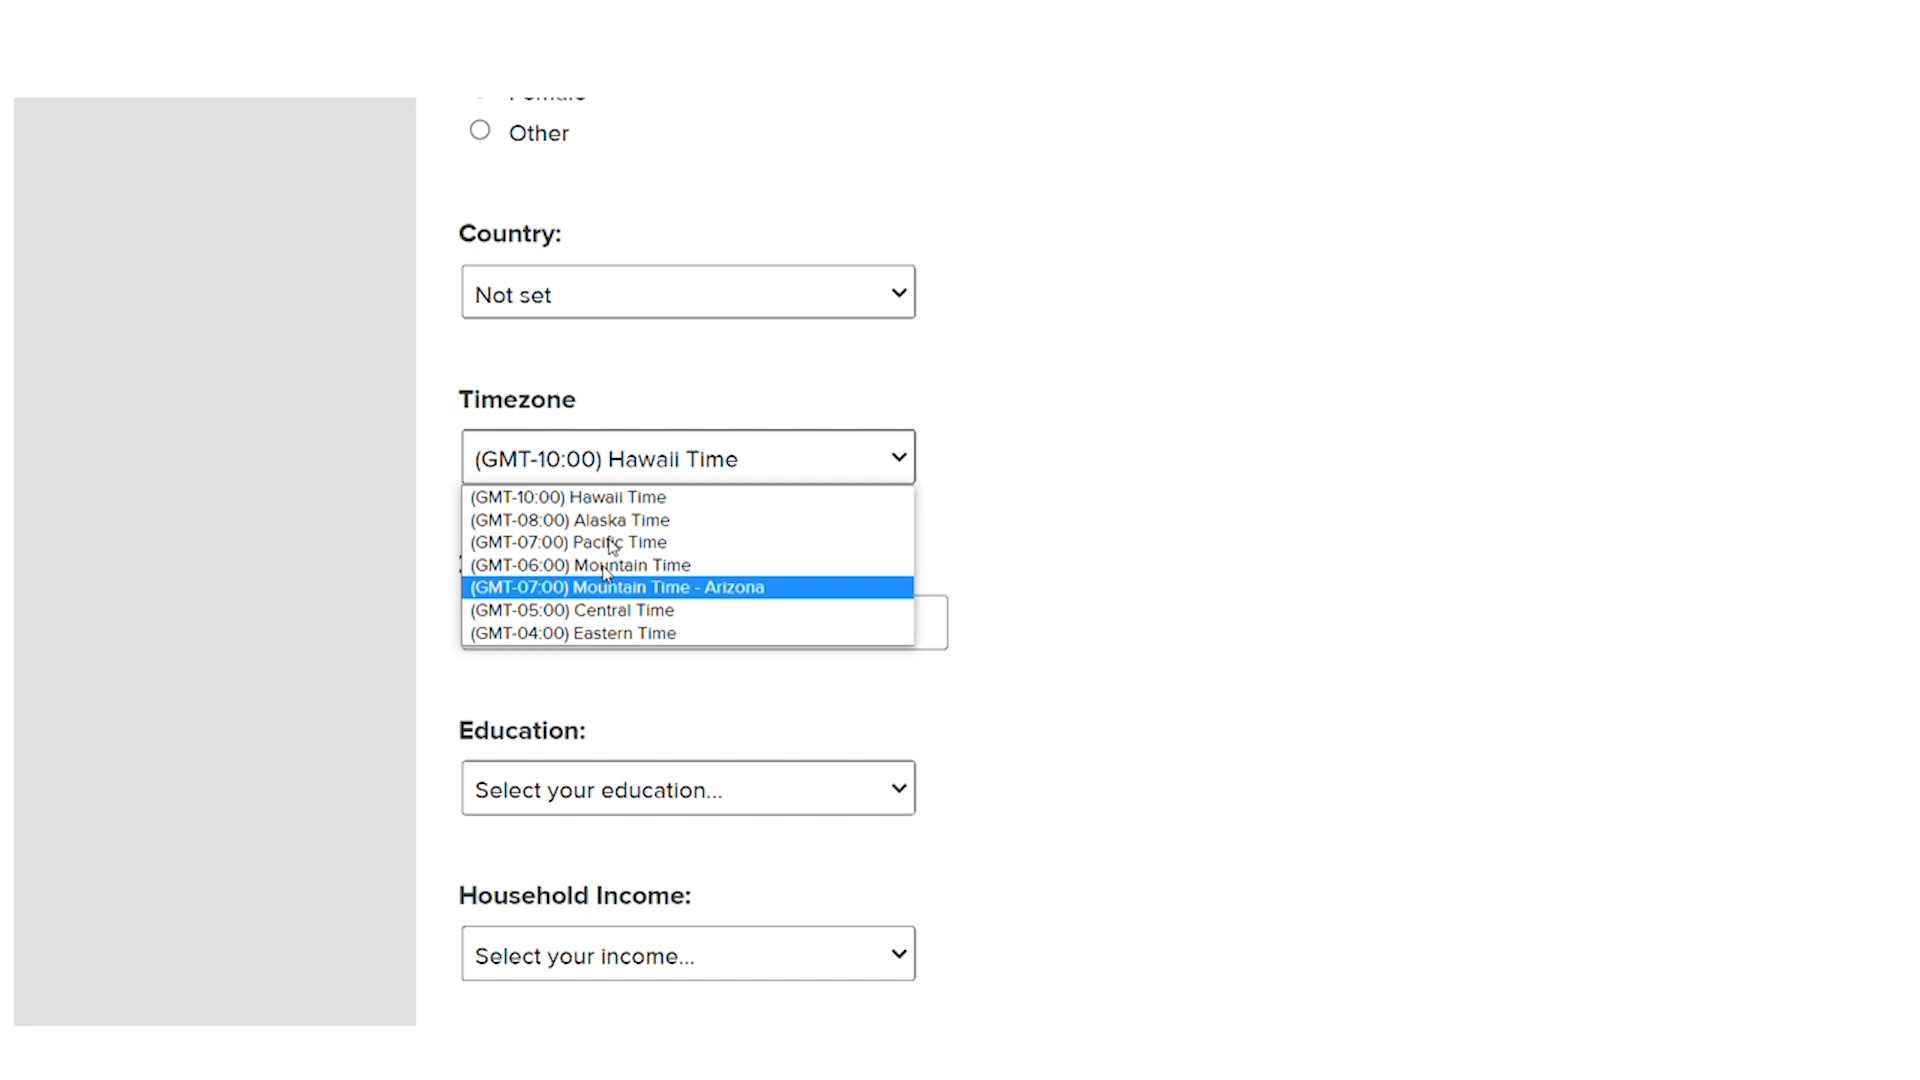 Other
Country:
Not set
Timezone
(GMT-10:00) Hawaii Time
(GMT-10:00) Hawaii Time
(GMT-08:00) Alaska Time
(GMT-07:00) Pacific Time
(GMT-06:00) Mountain Time
(GMT-07:00) Mountain Time - Arizona
(GMT-05:00) Central Time
(GMT-04:00) Eastern Time
Education:
Select your education...
Household Income:
Select your income...